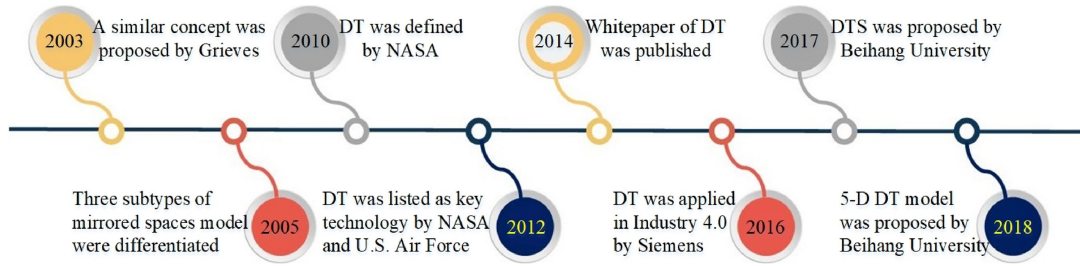 2003
A similar concept was
proposed by Grieves
2010
DT was defined
by NASA
2014
Whitepaper of DT
was published
2017
DTS was proposed by
Beihang University
Three subtypes of
mirrored spaces model
were differentiated
2005
DT was listed as key
technology by NASA
and U.S. Air Force
2012
DT was applied
in Industry 4.0
by Siemens
2016
5-D DT model
was proposed by
Beihang University
2018